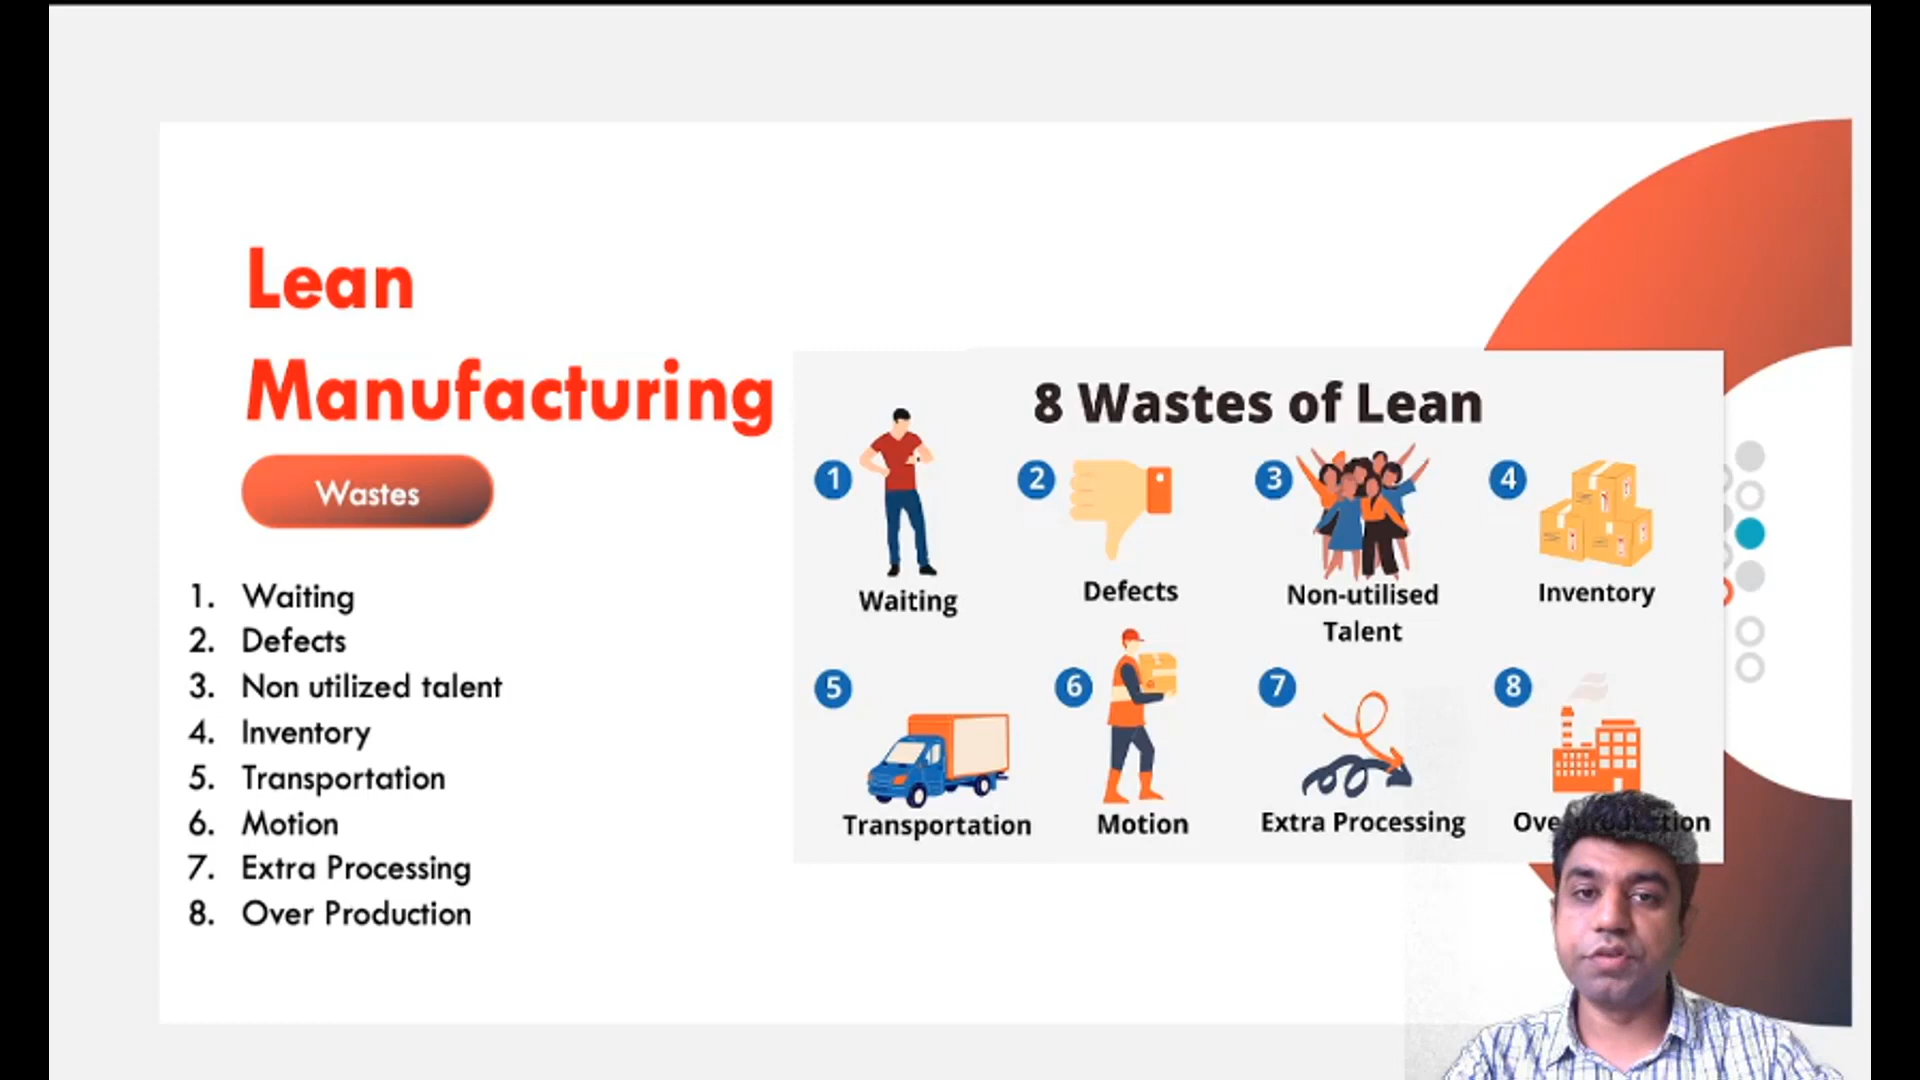 Lean
Manufacturing
Wastes
1. Waiting
2. Defects
3. Non utilized talent
4. Inventory
5. Transportation
6. Motion
7. Extra Processing
8. Over Production
8 Wastes of Lean
1
2
3
4
Waiting
Defects
Non-utilised
Talent
Inventory
5
6
7
8
Transportation
Motion
Extra Processing
Overproduction